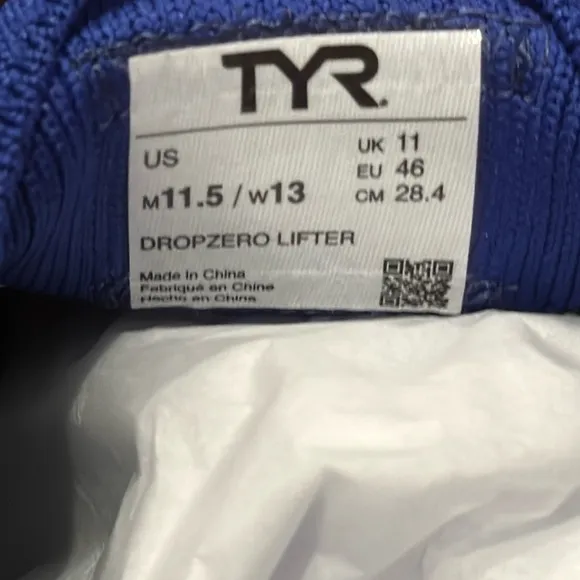 TYR
US
M11.5 / W13
UK 11
EU 46
CM 28.4
DROPZERO LIFTER
Made in China
Fabriqué en Chine
Hecho en China